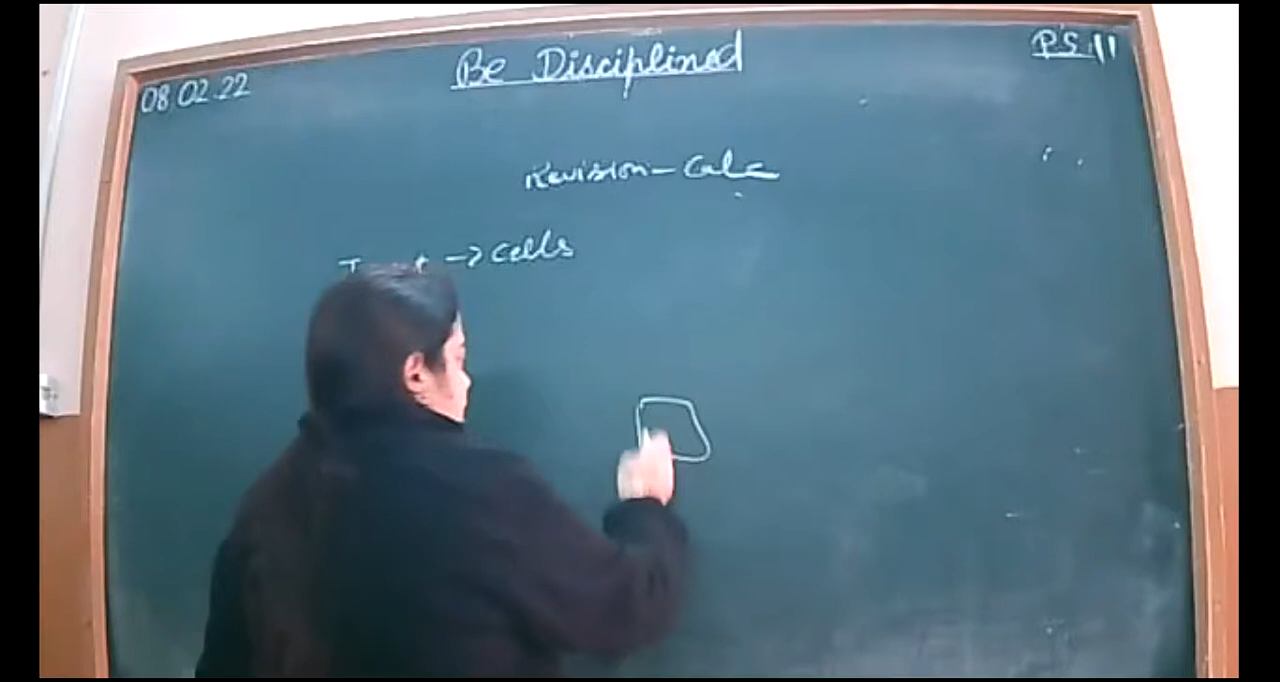 08.02.22
Be Disciplined
P.S. 11
Revision - Calc
→ Cells